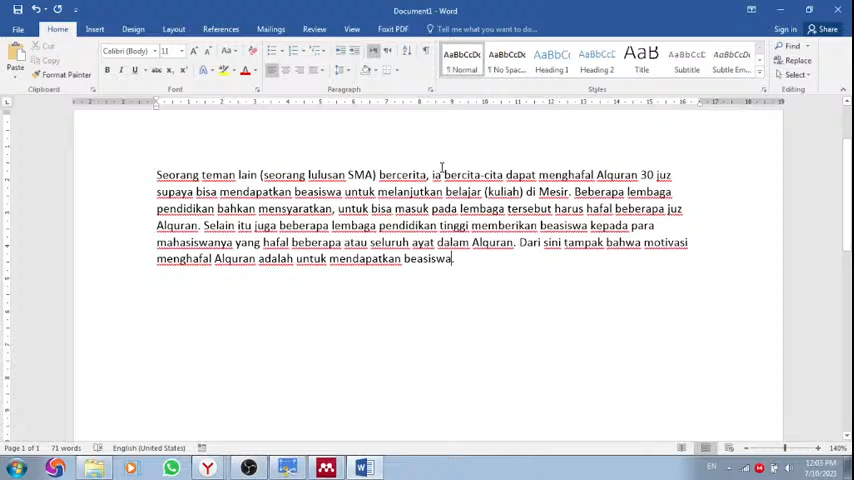 Document1 - Word
Sign in
Share
File
Home
Insert
Draw
Design
Layout
References
Mailings
Review
View
Foxit PDF
Tell me what you want to do...
Cut
Copy
Paste
Format Painter
Clipboard
Calibri (Body)
11
Font
Paragraph
AaBbCcDc
¶ Normal
AaBbCcDc
¶ No Spac...
AaBbCc
Heading 1
AaBbCcC
Heading 2
AaB
Title
AaBbCcD
Subtitle
AaBbCcDc
Styles
Find
Replace
Select
Editing
Seorang teman lain (seorang lulusan SMA) bercerita, ia bercita-cita dapat menghafal Alquran 30 juz
supaya bisa mendapatkan beasiswa untuk melanjutkan belajar (kuliah) di Mesir. Beberapa lembaga
pendidikan bahkan mensyaratkan, untuk bisa masuk pada lembaga tersebut harus hafal beberapa juz
Alquran. Selain itu juga beberapa lembaga pendidikan tinggi memberikan beasiswa kepada para
mahasiswanya yang hafal beberapa atau seluruh ayat dalam Alquran. Dari sini tampak bahwa motivasi
menghafal Alquran adalah untuk mendapatkan beasiswa
Page 1 of 1
71 words
English (United States)
140%
EN
12:03 PM
7/10/2023